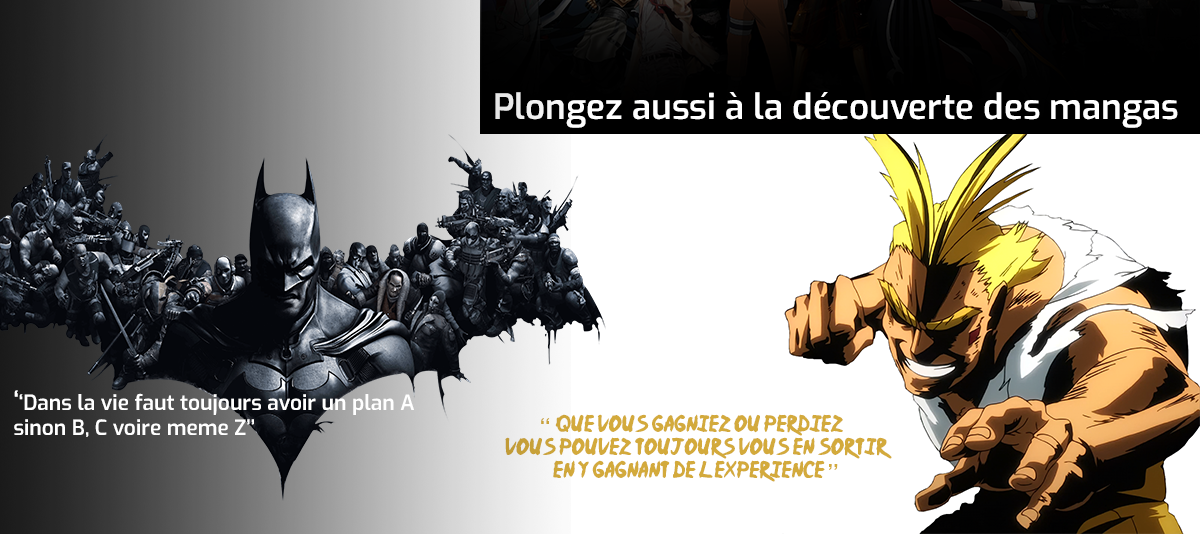 Plongez aussi à la découverte des mangas
‘‘Dans la vie faut toujours avoir un plan A
sinon B, C voire meme Z’’
“ QUE VOUS GAGNIEZ OU PERDIEZ
VOUS POUVEZ TOUJOURS VOUS EN SORTIR
EN Y GAGNANT DE L EXPERIENCE ”